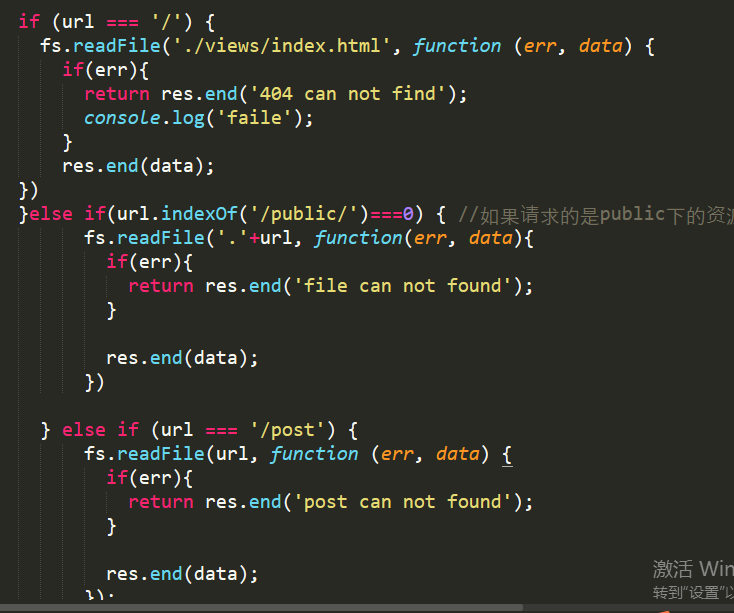 if (url === '/') {
fs.readFile('./views/index.html', function (err, data) {
if(err){
return res.end('404 can not find');
console.log('faile');
}
res.end(data);
})
}else if(url.indexOf('/public/')===0) { //如果请求的是public下的资源
fs.readFile('.'+url, function(err, data){
if(err){
return res.end('file can not found');
}
res.end(data);
})
} else if (url === '/post') {
fs.readFile(url, function (err, data) {
if(err){
return res.end('post can not found');
}
res.end(data);
});
激活 Win
转到“设置”以